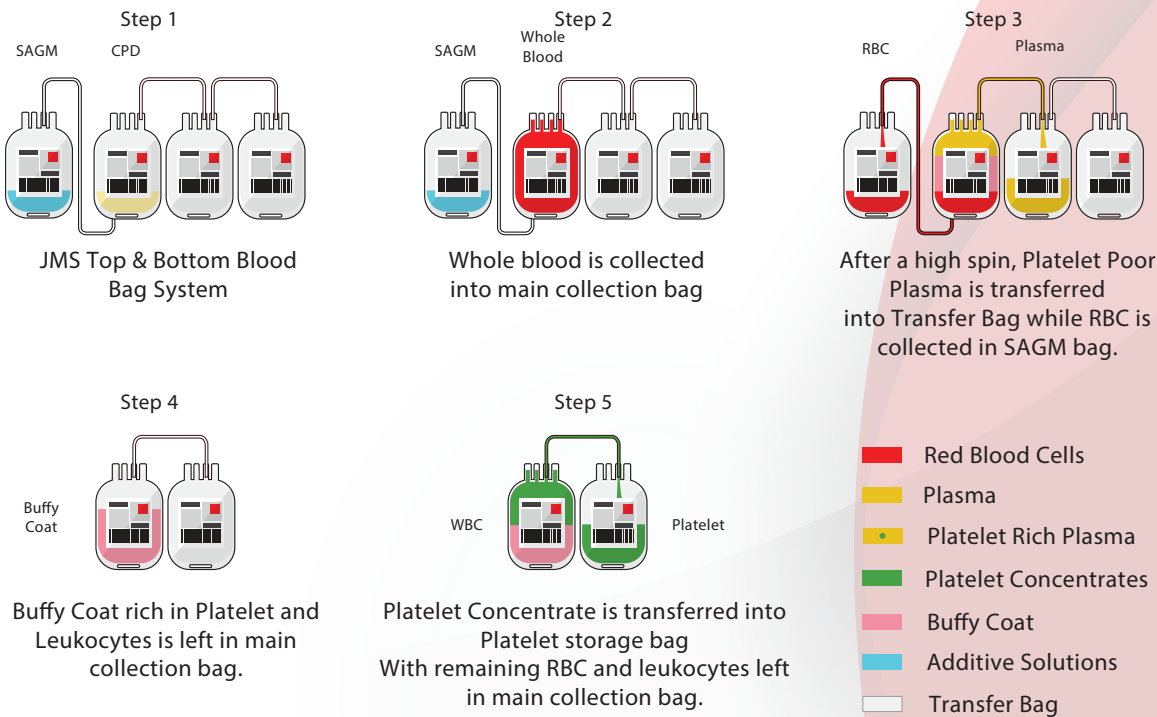 Step 1
SAGM
CPD
JMS Top & Bottom Blood
Bag System
Step 2
SAGM
Whole
Blood
Whole blood is collected
into main collection bag
Step 3
RBC
Plasma
After a high spin, Platelet Poor
Plasma is transferred
into Transfer Bag while RBC is
collected in SAGM bag.
Step 4
Buffy
Coat
Buffy Coat rich in Platelet and
Leukocytes is left in main
collection bag.
Step 5
WBC
Platelet
Platelet Concentrate is transferred into
Platelet storage bag
With remaining RBC and leukocytes left
in main collection bag.
Red Blood Cells
Plasma
Platelet Rich Plasma
Platelet Concentrates
Buffy Coat
Additive Solutions
Transfer Bag